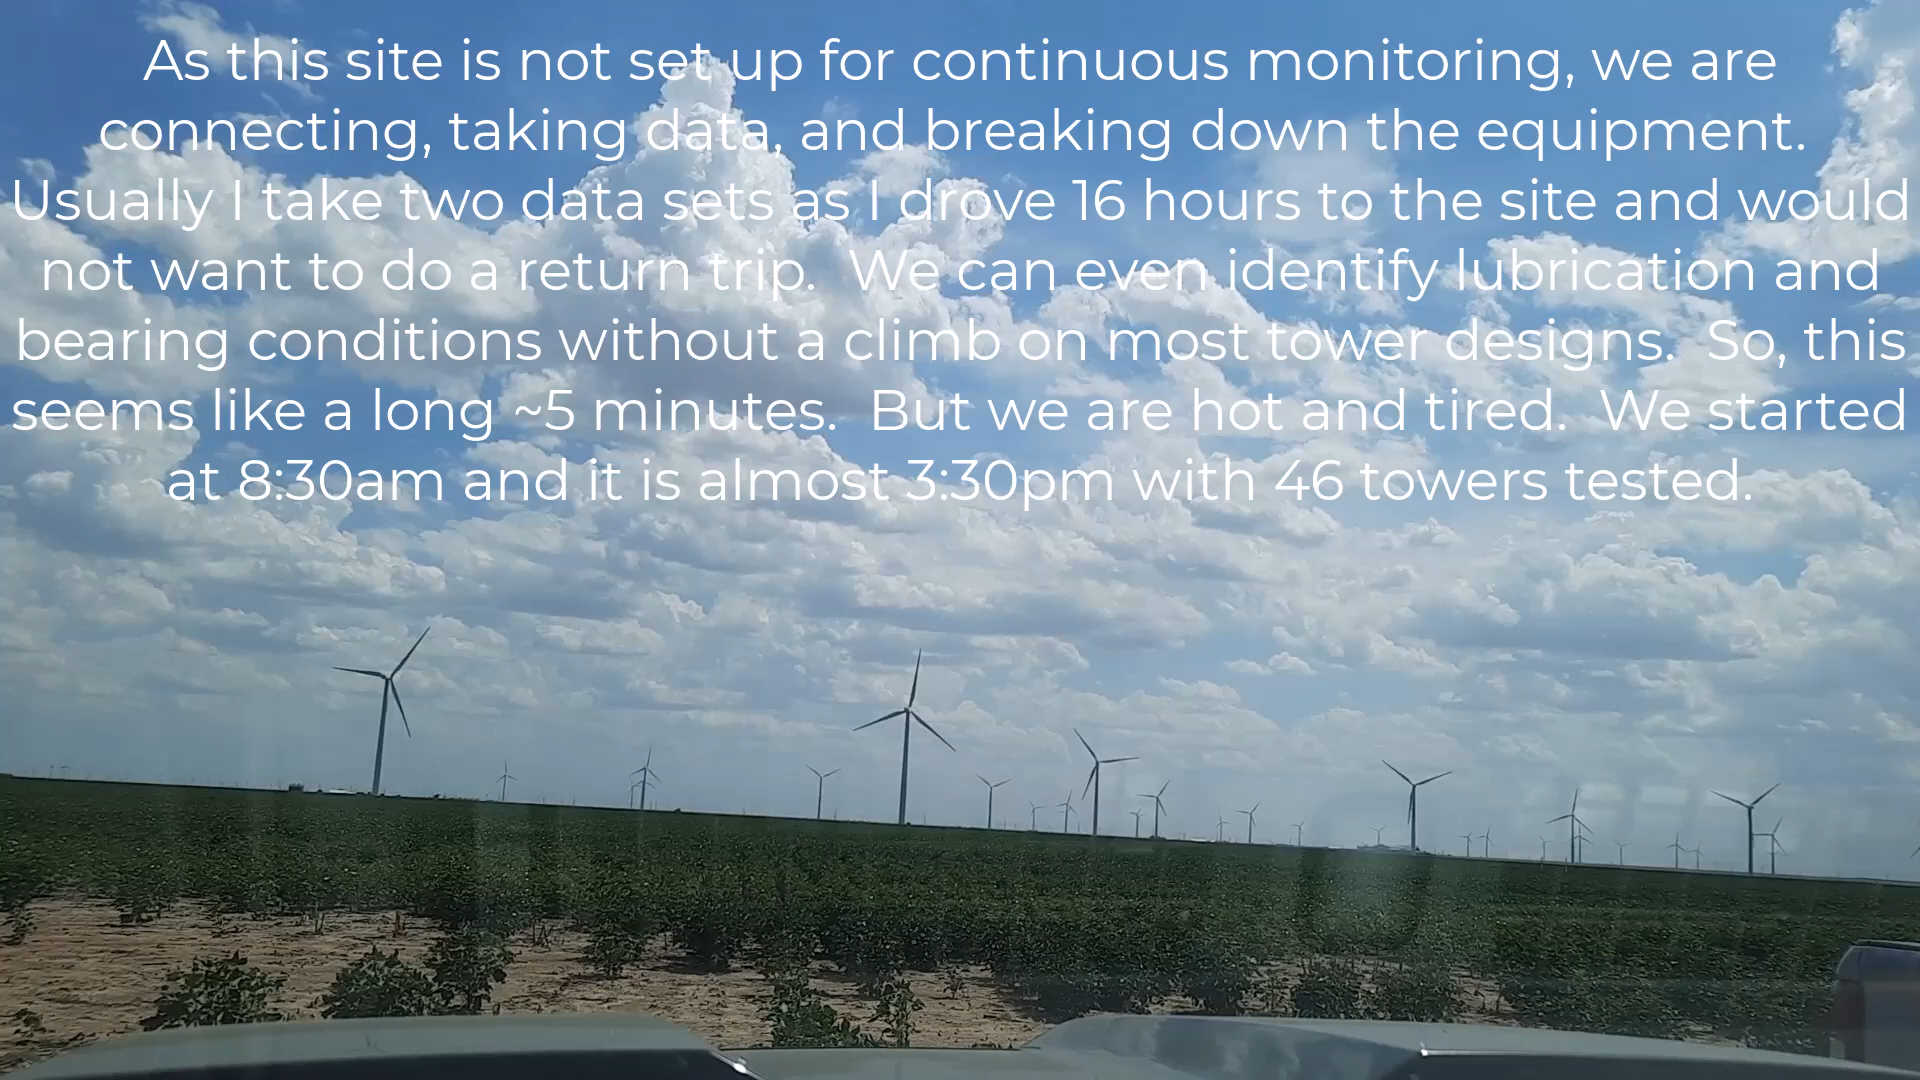 As this site is not set up for continuous monitoring, we are
connecting, taking data, and breaking down the equipment.
Usually I take two data sets as I drove 16 hours to the site and would
not want to do a return trip.  We can even identify lubrication and
bearing conditions without a climb on most tower designs.  So, this
seems like a long ~5 minutes.  But we are hot and tired.  We started
at 8:30am and it is almost 3:30pm with 46 towers tested.